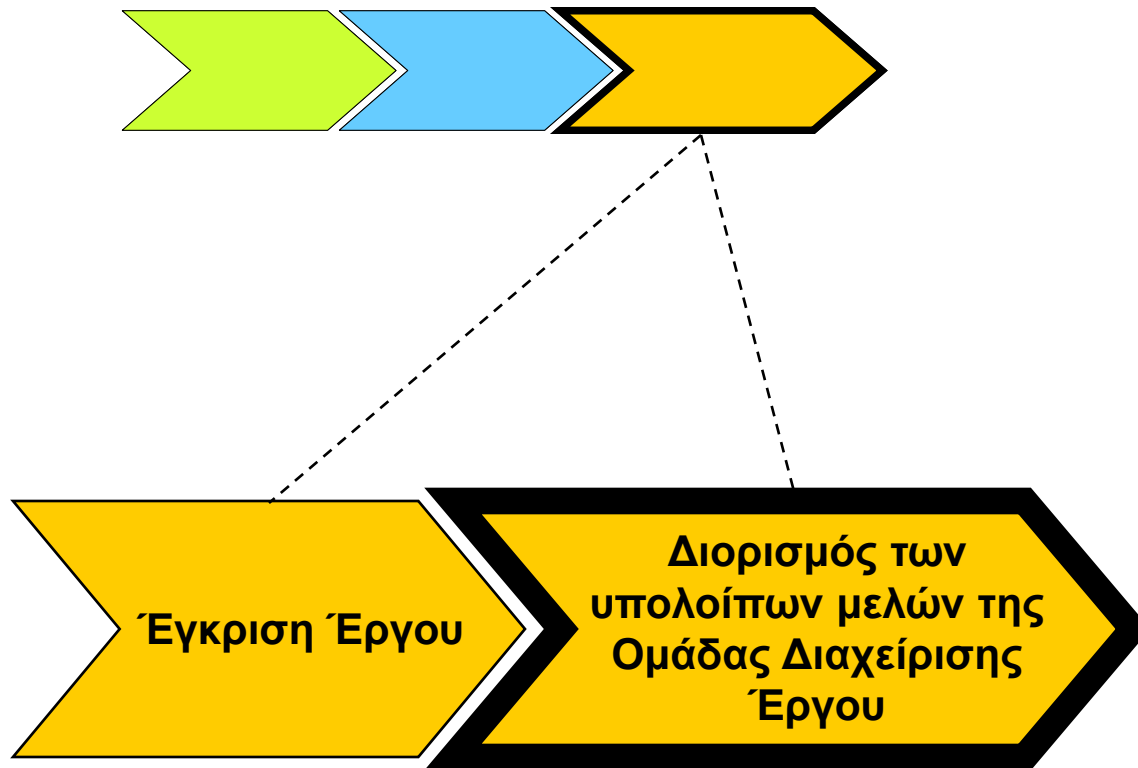 Έγκριση Έργου
Διορισμός των
υπολοίπων μελών της
Ομάδας Διαχείρισης
Έργου